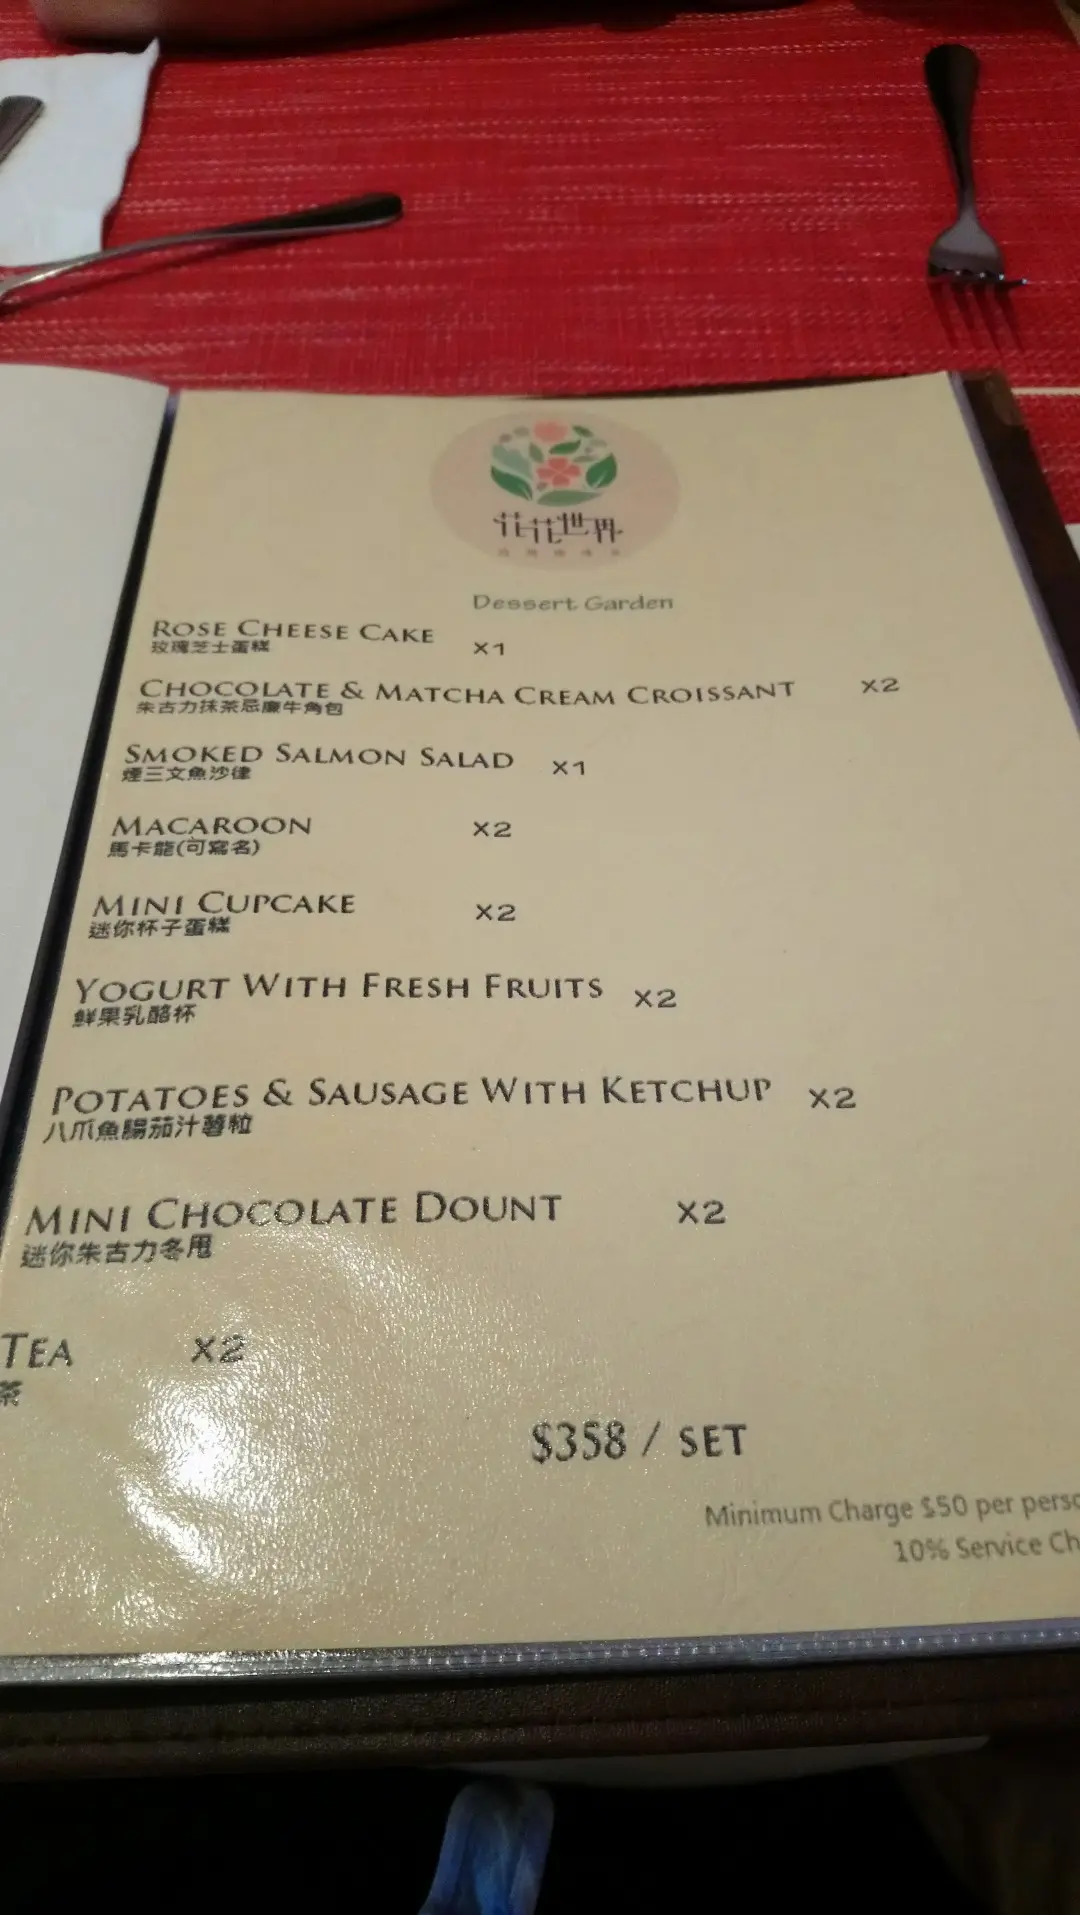 花花世界
Dessert Garden
ROSE CHEESE CAKE X1
玫瑰芝士蛋糕
CHOCOLATE & MATCHA CREAM CROISSANT X2
朱古力抹茶忌廉牛角包
SMOKED SALMON SALAD X1
煙三文魚沙律
MACAROON X2
馬卡龍(可寫名)
MINI CUPCAKE X2
迷你杯子蛋糕
YOGURT WITH FRESH FRUITS X2
鮮果乳酪杯
POTATOES & SAUSAGE WITH KETCHUP X2
八爪魚腸茄汁薯粒
MINI CHOCOLATE DOUNT X2
迷你朱古力冬甩
TEA X2
茶
$358 / SET
Minimum Charge $50 per perso
10% Service Ch